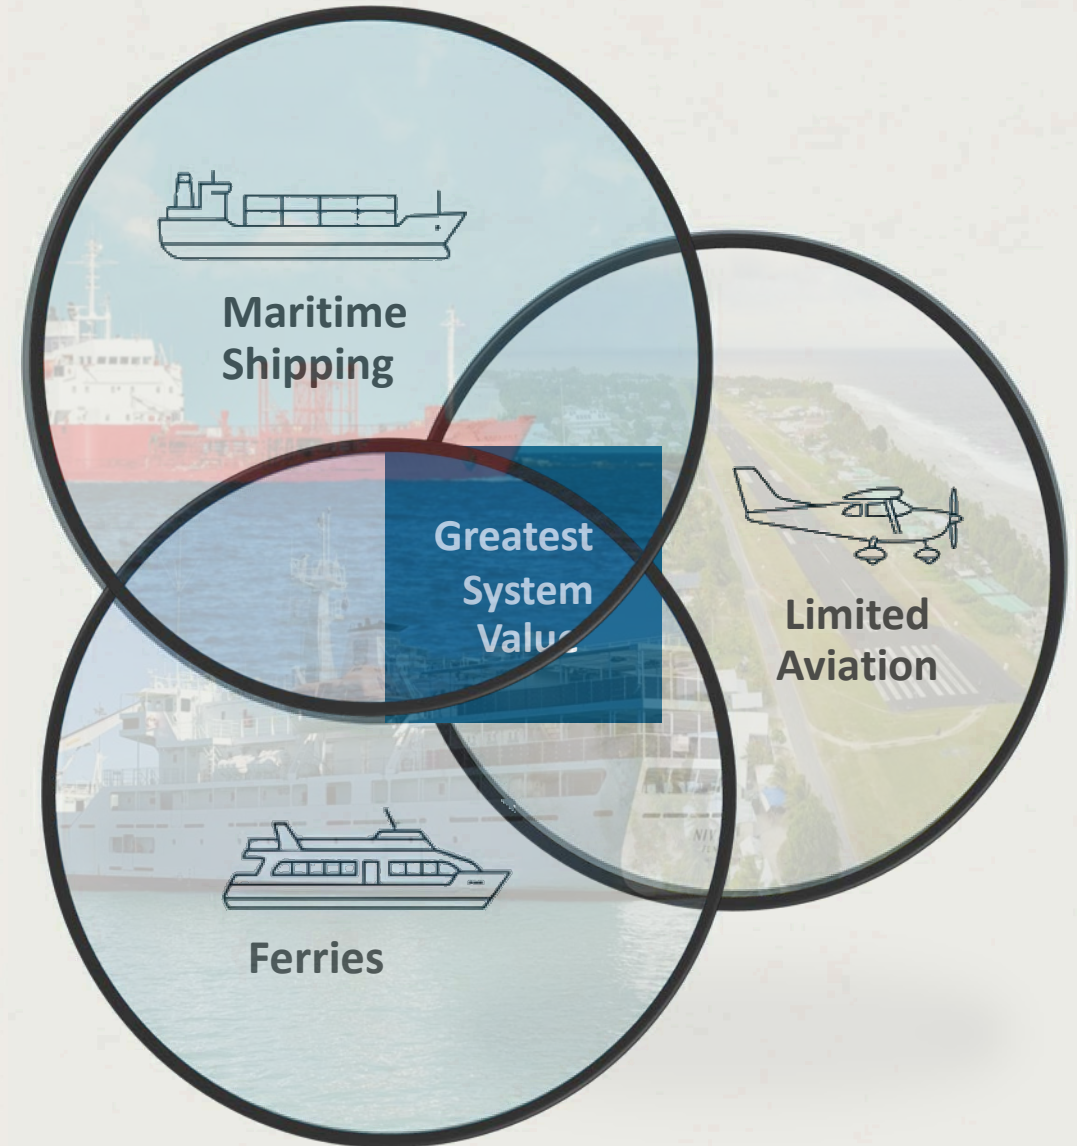 Maritime
Shipping
Greatest
System
Value
Limited
Aviation
Ferries